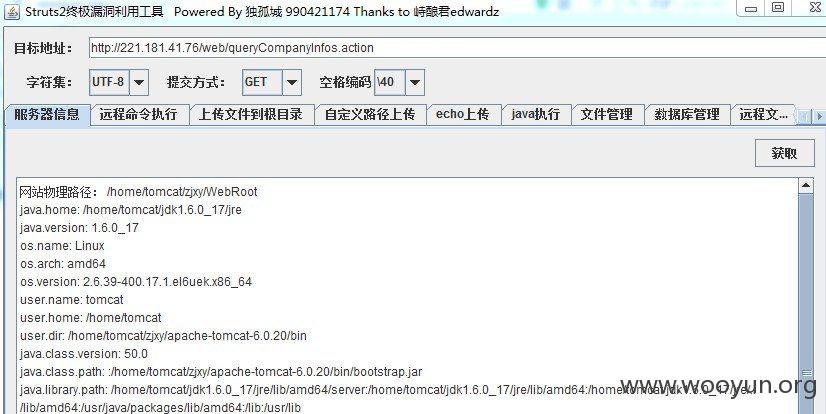 Struts2终极漏洞利用工具 Powered By 独孤城 990421174 Thanks to 峙酿君edwardz
目标地址： http://221.181.41.76/web/queryCompanyInfos.action
字符集： UTF-8 提交方式： GET 空格编码 \40
服务器信息 远程命令执行 上传文件到根目录 自定义路径上传 echo上传 java执行 文件管理 数据库管理 远程文...
获取
网站物理路径： /home/tomcat/zjxy/WebRoot
java.home: /home/tomcat/jdk1.6.0_17/jre
java.version: 1.6.0_17
os.name: Linux
os.arch: amd64
os.version: 2.6.39-400.17.1.el6uek.x86_64
user.name: tomcat
user.home: /home/tomcat
user.dir: /home/tomcat/zjxy/apache-tomcat-6.0.20/bin
java.class.version: 50.0
java.class.path: :/home/tomcat/zjxy/apache-tomcat-6.0.20/bin/bootstrap.jar
java.library.path: /home/tomcat/jdk1.6.0_17/jre/lib/amd64/server:/home/tomcat/jdk1.6.0_17/jre/lib/amd64:/home/tomcat/jdk1.6.0_17/jre/..
/lib/amd64:/usr/java/packages/lib/amd64:/lib:/usr/lib
www.wooyun.org